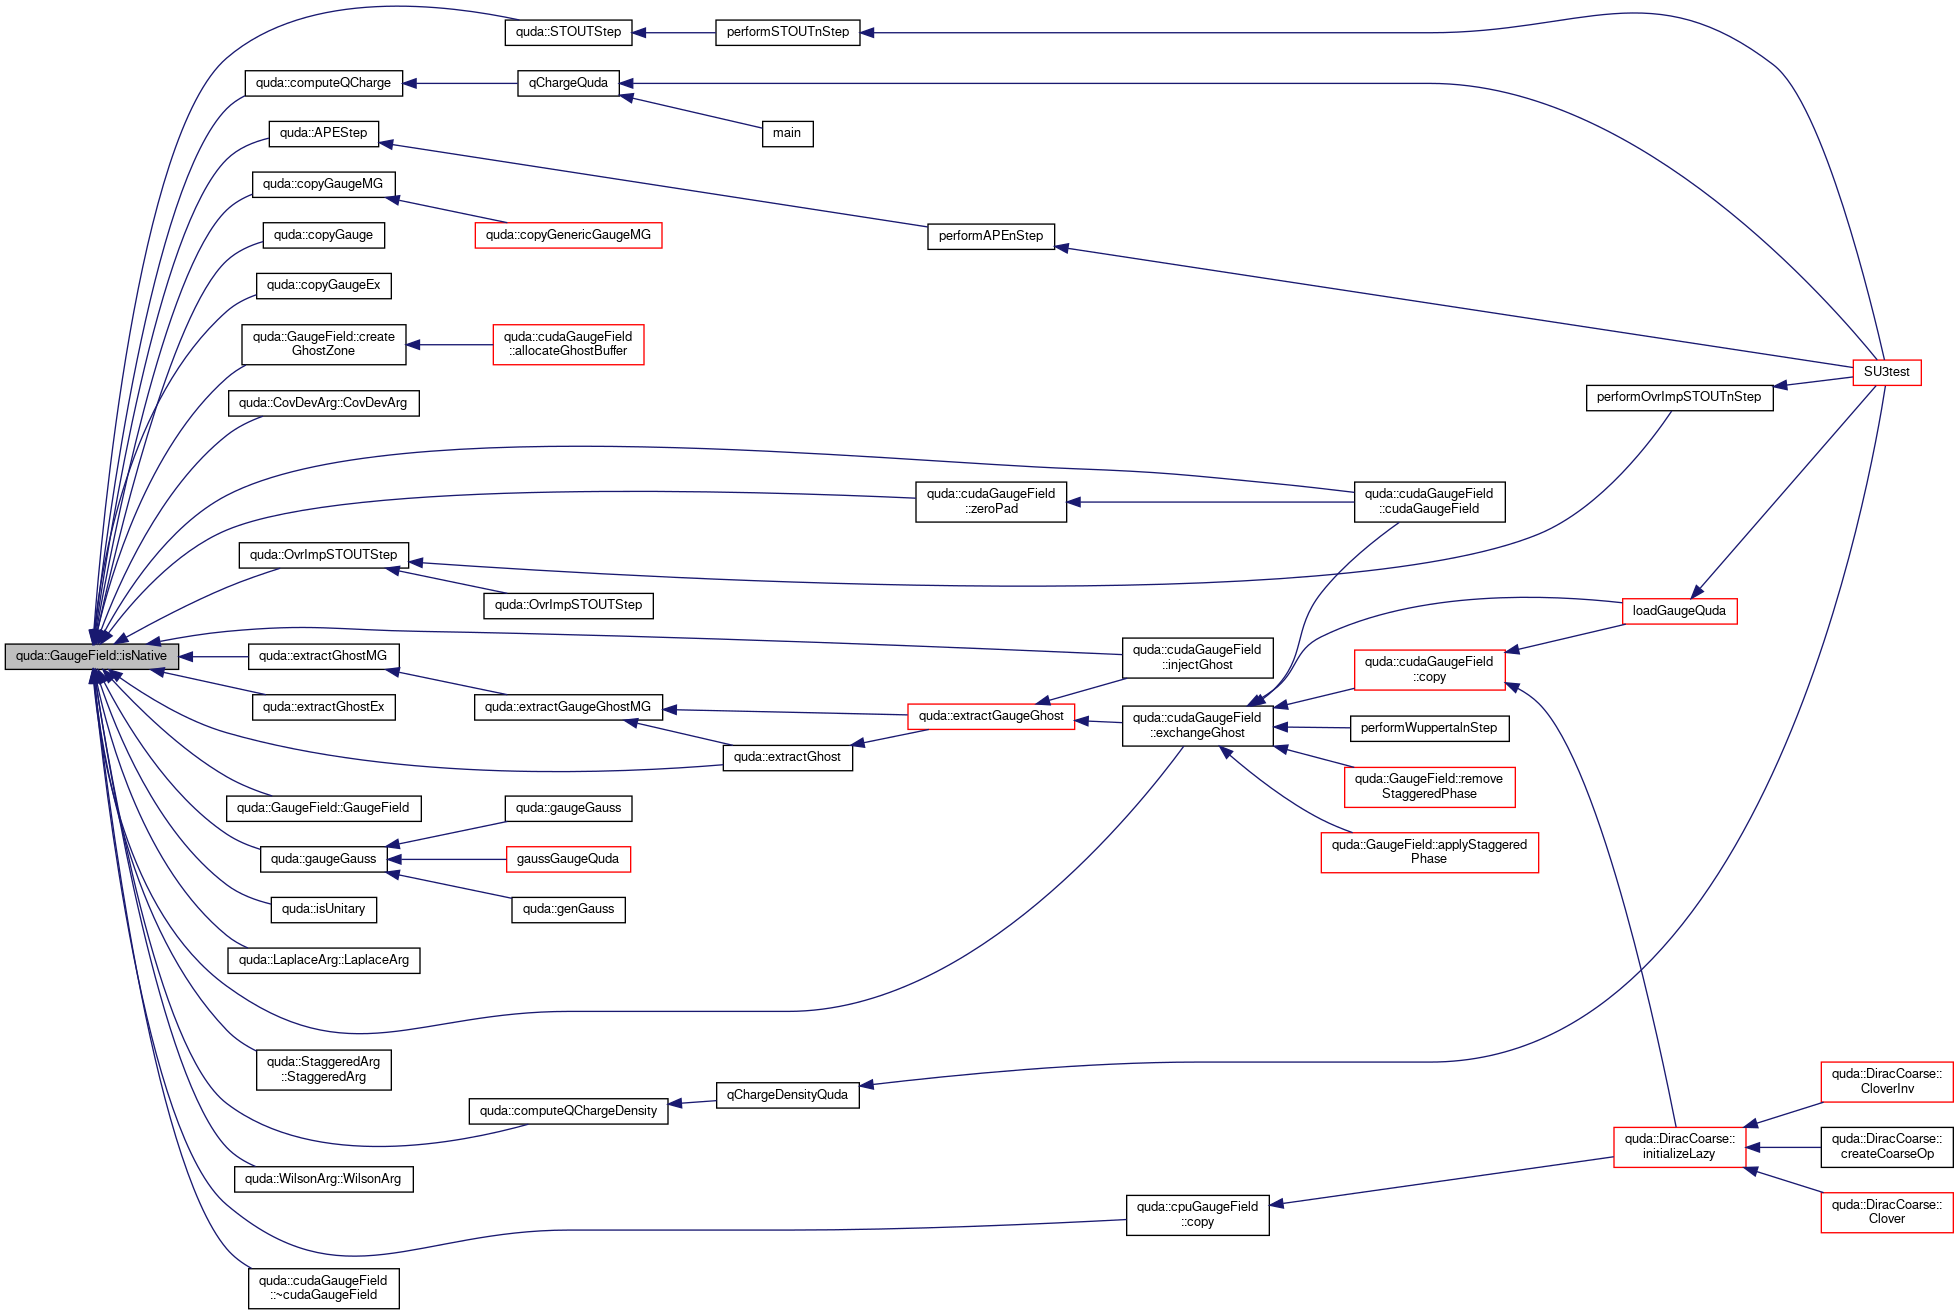 quda::STOUTStep
performSTOUTnStep
quda::computeQCharge
qChargeQuda
quda::APEStep
main
quda::copyGaugeMG
quda::copyGenericGaugeMG
quda::copyGauge
performAPEnStep
quda::copyGaugeEx
quda::GaugeField::create
GhostZone
quda::cudaGaugeField
::allocateGhostBuffer
SU3test
quda::CovDevArg::CovDevArg
performOvrImpSTOUTnStep
quda::cudaGaugeField
::zeroPad
quda::cudaGaugeField
::cudaGaugeField
quda::OvrImpSTOUTStep
quda::OvrImpSTOUTStep
loadGaugeQuda
quda::GaugeField::isNative
quda::extractGhostMG
quda::cudaGaugeField
::injectGhost
quda::cudaGaugeField
::copy
quda::extractGhostEx
quda::extractGaugeGhostMG
quda::extractGaugeGhost
quda::cudaGaugeField
::exchangeGhost
performWuppertalnStep
quda::extractGhost
quda::GaugeField::remove
StaggeredPhase
quda::GaugeField::GaugeField
quda::gaugeGauss
quda::GaugeField::applyStaggered
Phase
quda::gaugeGauss
gaussGaugeQuda
quda::isUnitary
quda::genGauss
quda::LaplaceArg::LaplaceArg
quda::StaggeredArg
::StaggeredArg
quda::computeQChargeDensity
qChargeDensityQuda
quda::DiracCoarse::
CloverInv
quda::DiracCoarse::
initializeLazy
quda::DiracCoarse::
createCoarseOp
quda::WilsonArg::WilsonArg
quda::cpuGaugeField
::copy
quda::DiracCoarse::
Clover
quda::cudaGaugeField
::~cudaGaugeField